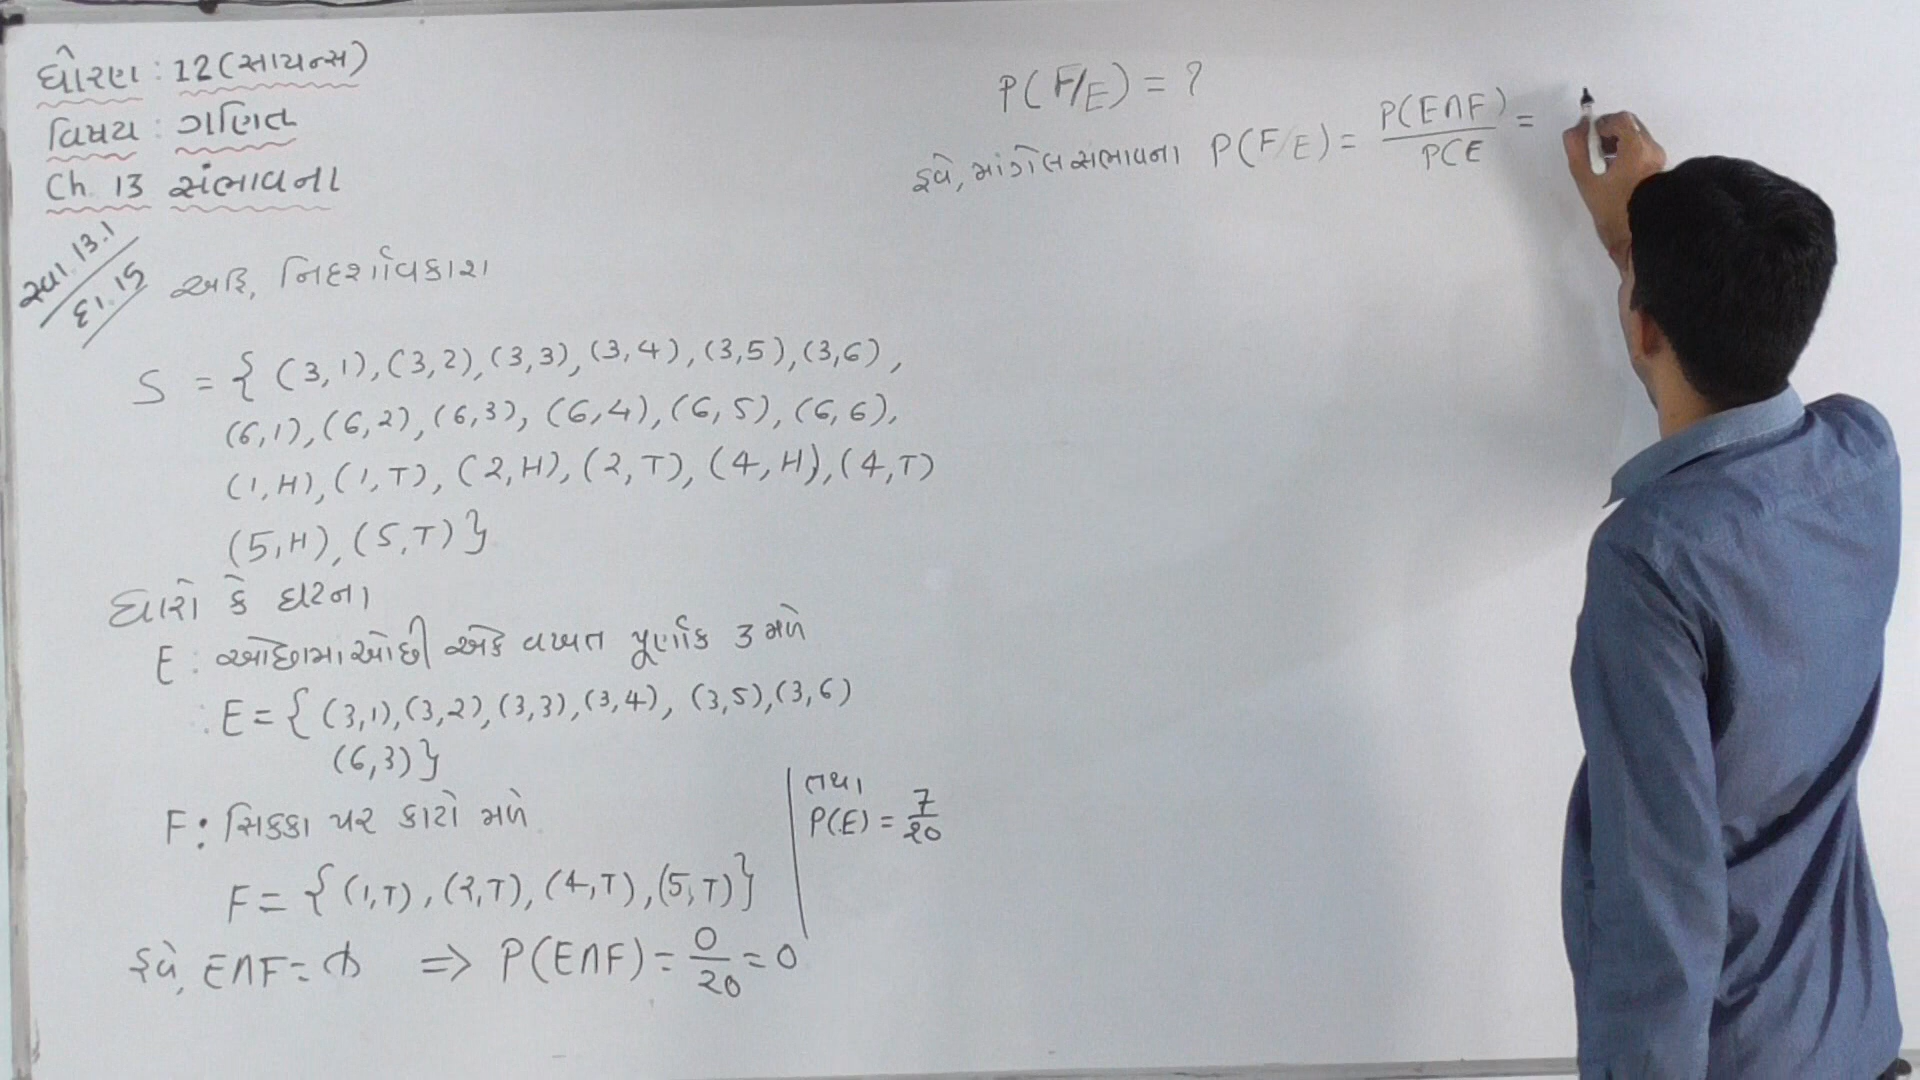 ધોરણ : 12 (સાયન્સ)
વિષય : ગણિત
Ch 13 સંભાવના
સ્વા. 13.1
દા. 15
અહિ, નિદર્શાવકાશ
S = { (3,1), (3,2), (3,3), (3,4), (3,5), (3,6),
(6,1), (6,2), (6,3), (6,4), (6,5), (6,6),
(1,H), (1,T), (2,H), (2,T), (4,H), (4,T)
(5,H), (5,T) }
ધારો કે ઘટના
E : ઓછામાં ઓછી એક વખત પૂર્ણાંક 3 મળે
: E = { (3,1), (3,2), (3,3), (3,4), (3,5), (3,6)
(6,3) }
F : સિક્કા પર કાટો મળે
F = { (1,T), (2,T), (4,T), (5,T) }
હવે, E∩F = Φ ⇒ P(E∩F) = 0/20 = 0
તથા
P(E) = 7/20
P(F/E) = ?
હવે, માંગેલ સંભાવના P(F/E) = P(E∩F)/P(E =